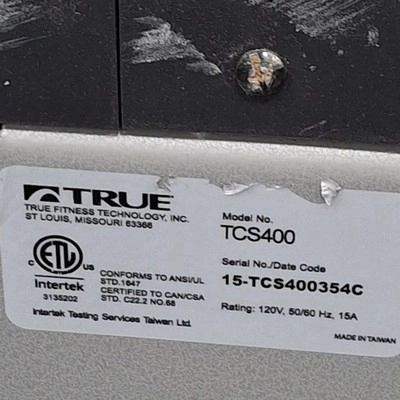 TRUE
TRUE FITNESS TECHNOLOGY, INC.
ST LOUIS, MISSOURI 63366
C ETL US
Intertek
3135202
CONFORMS TO ANSI/UL
STD.1647
CERTIFIED TO CAN/CSA
STD. C22.2 NO.68
Intertek Testing Services Taiwan Ltd.
Model No.
TCS400
Serial No./Date Code
15-TCS400354C
Rating: 120V, 50/60 Hz, 15A
MADE IN TAIWAN